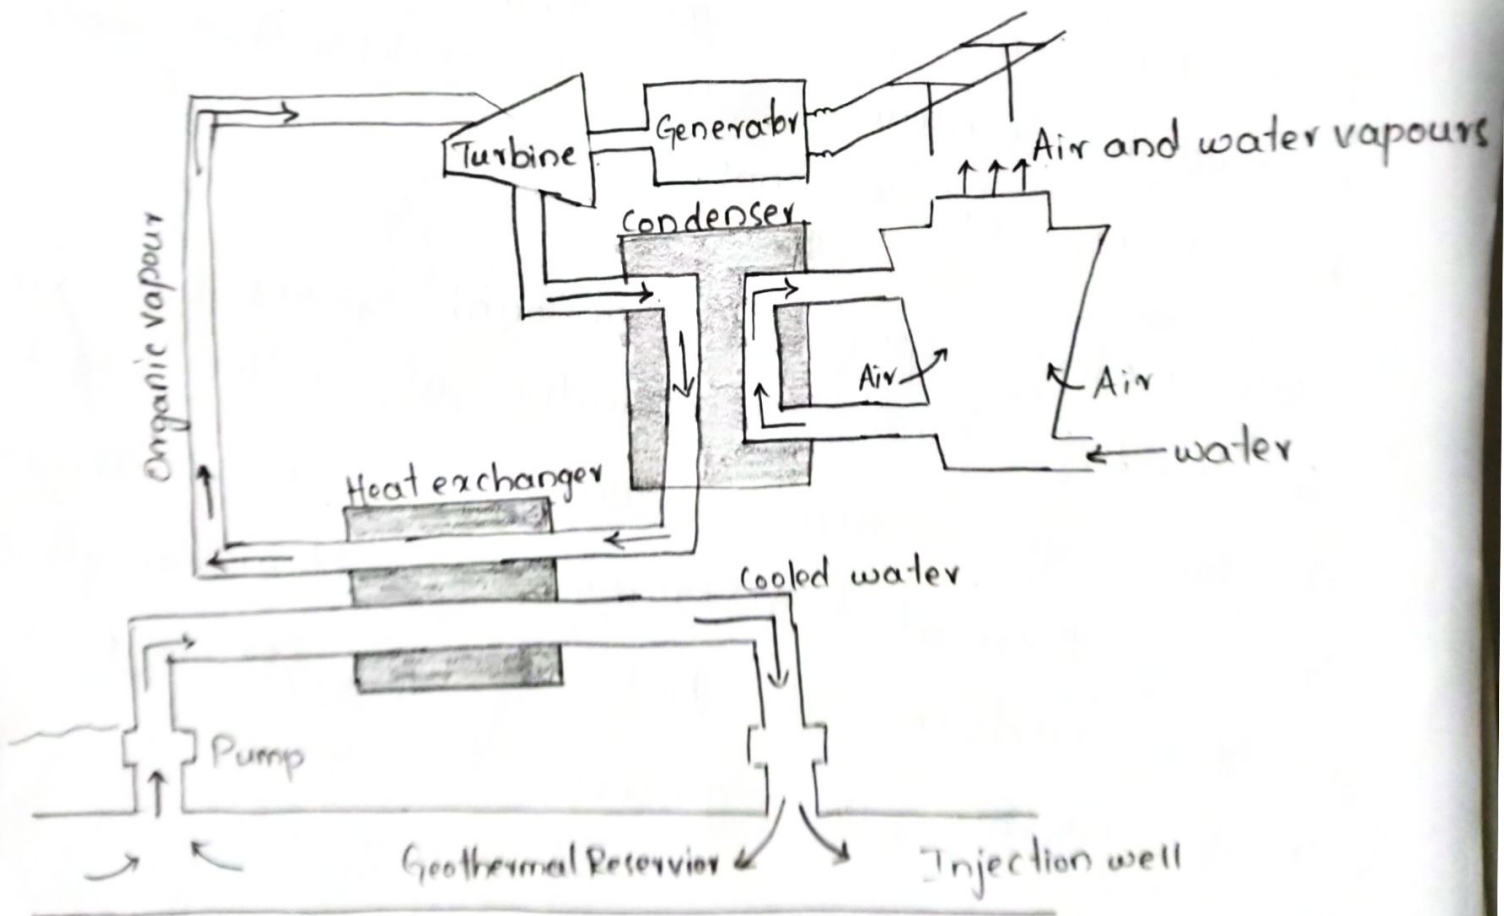 Turbine
Generator
Air and water vapours
Condenser
Organic vapour
Air
Air
water
Heat exchanger
Cooled water
Pump
Geothermal Reservior
Injection well